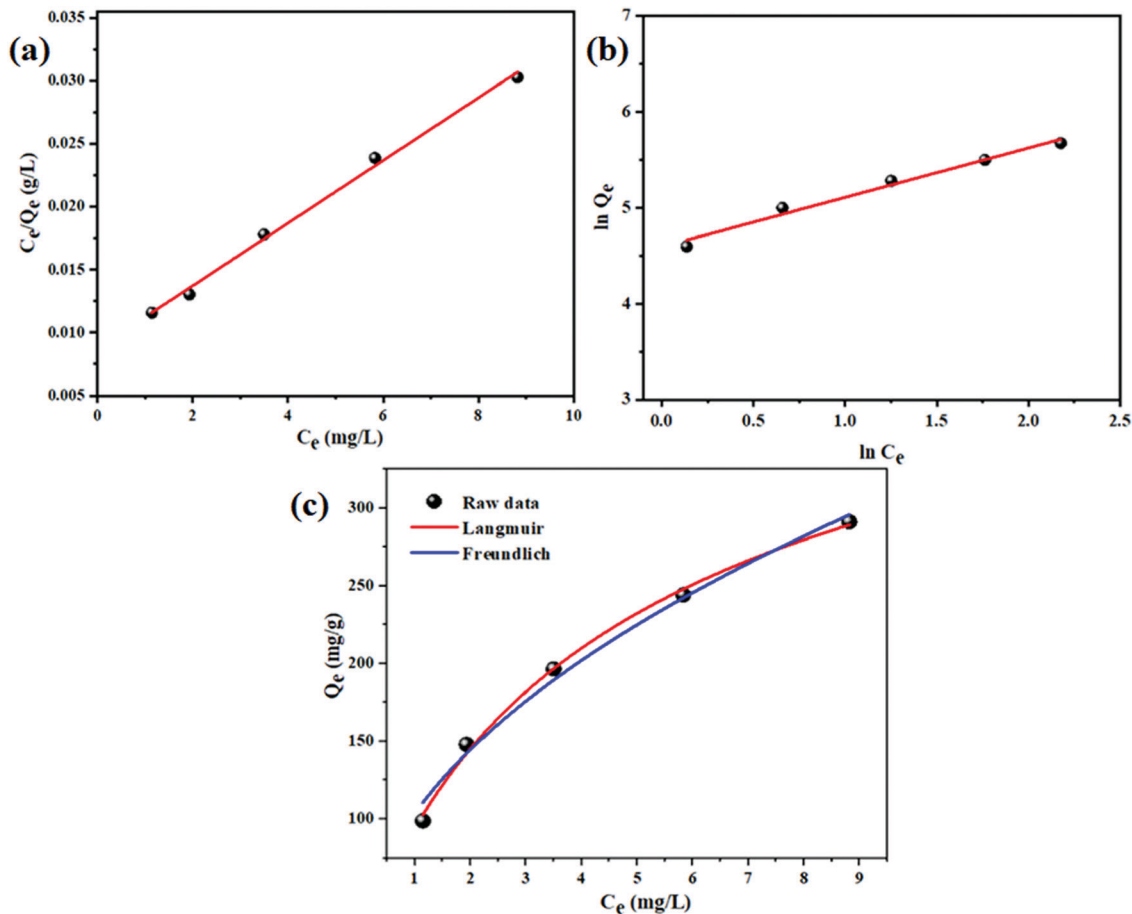 (a)
0.035
0.030
0.025
0.020
0.015
0.010
0.005
Ce/Qe (g/L)
0 2 4 6 8 10
Ce (mg/L)
(b)
7
6
5
4
3
ln Qe
0.0 0.5 1.0 1.5 2.0 2.5
ln Ce
(c)
Raw data
Langmuir
Freundlich
300
250
200
150
100
Qe (mg/g)
1 2 3 4 5 6 7 8 9
Ce (mg/L)